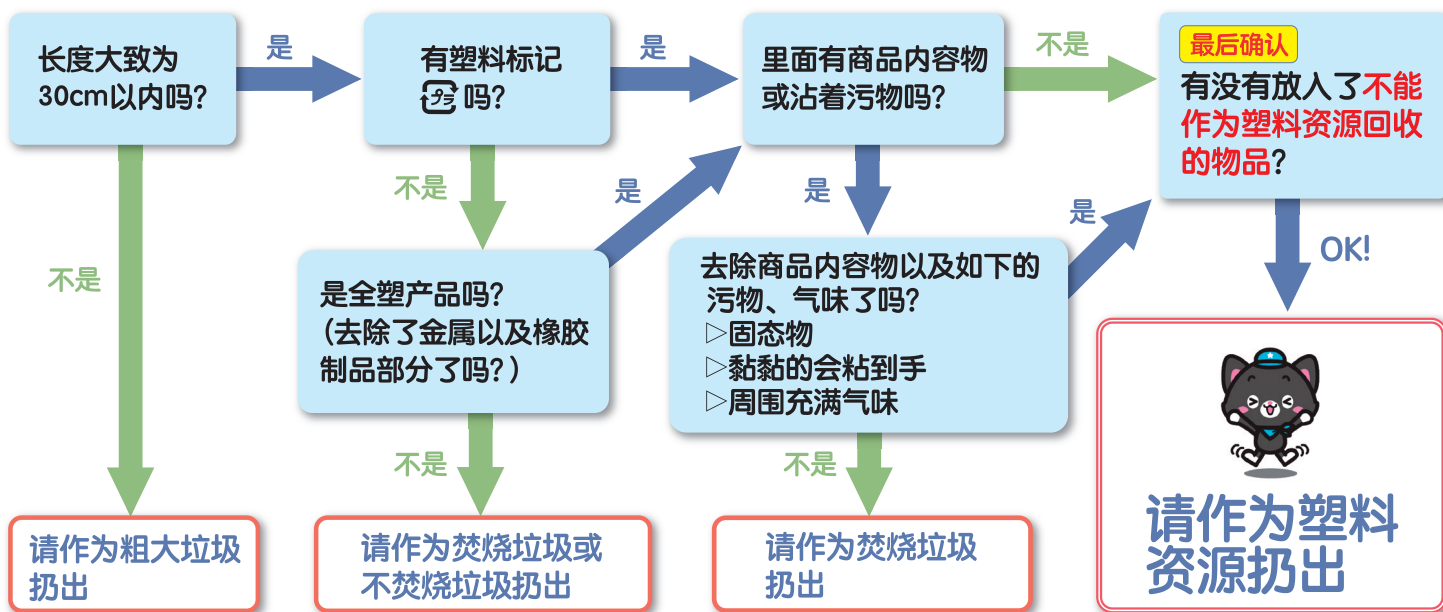 长度大致为
30cm以内吗?
是
有塑料标记
プラ 吗?
是
里面有商品内容物
或沾着污物吗?
不是
最后确认
有没有放入了不能
作为塑料资源回收
的物品?
不是
不是
是
是
是
OK!
是全塑产品吗?
(去除了金属以及橡胶
制品部分了吗?)
去除商品内容物以及如下的
污物、气味了吗?
▷固态物
▷黏黏的会粘到手
▷周围充满气味
不是
不是
请作为粗大垃圾
扔出
请作为焚烧垃圾或
不焚烧垃圾扔出
请作为焚烧垃圾
扔出
请作为塑料
资源扔出